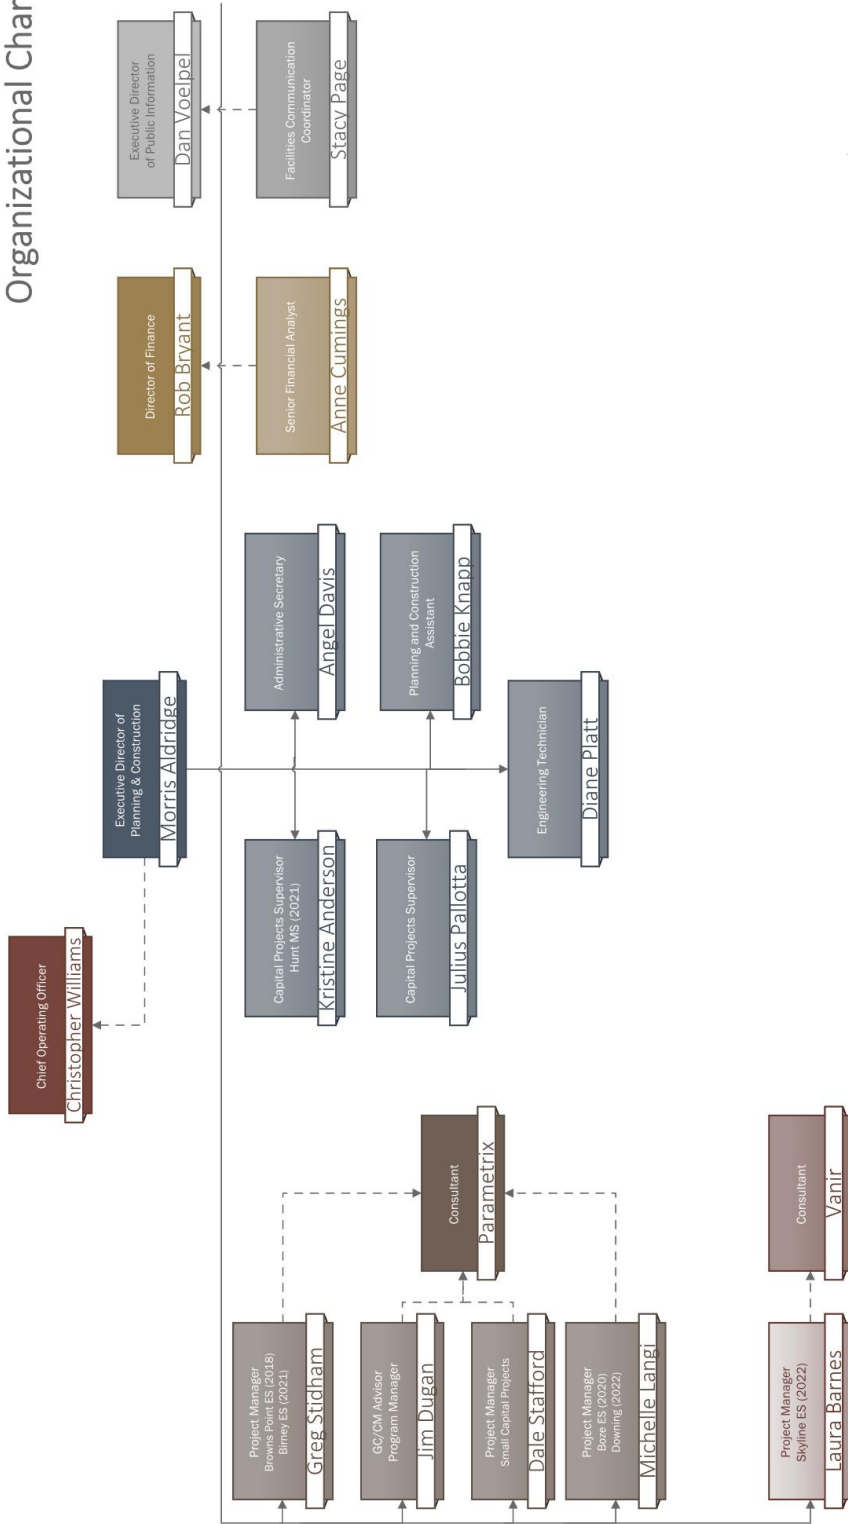 Organizational Char
Chief Operating Officer
Christopher Williams
Executive Director of
Planning & Construction
Morris Aldridge
Director of Finance
Rob Bryant
Executive Director
of Public Information
Dan Voelpel
Project Manager
Browns Point ES (2018)
Birney ES (2021)
Greg Stidham
Capital Projects Supervisor
Hunt MS (2021)
Kristine Anderson
Administrative Secretary
Angel Davis
Senior Financial Analyst
Anne Cumings
Facilities Communication
Coordinator
Stacy Page
GC/CM Advisor
Program Manager
Jim Dugan
Consultant
Parametrix
Capital Projects Supervisor
Julius Pallotta
Planning and Construction
Assistant
Bobbie Knapp
Project Manager
Small Capital Projects
Dale Stafford
Engineering Technician
Diane Platt
Project Manager
Boze ES (2020)
Downing (2022)
Michelle Langi
Project Manager
Skyline ES (2022)
Laura Barnes
Consultant
Vanir